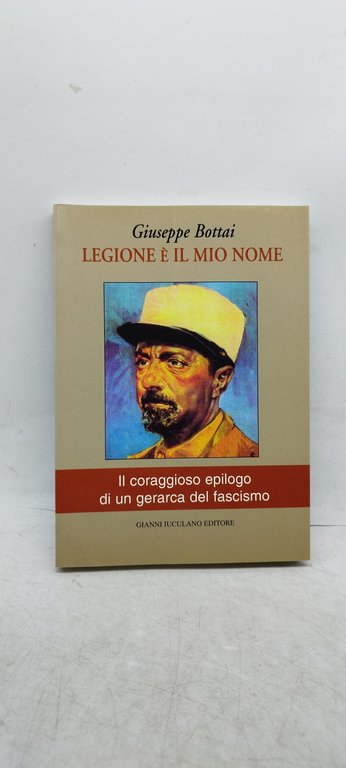 Giuseppe Bottai
LEGIONE È IL MIO NOME
Il coraggioso epilogo
di un gerarca del fascismo
GIANNI IUCULANO EDITORE